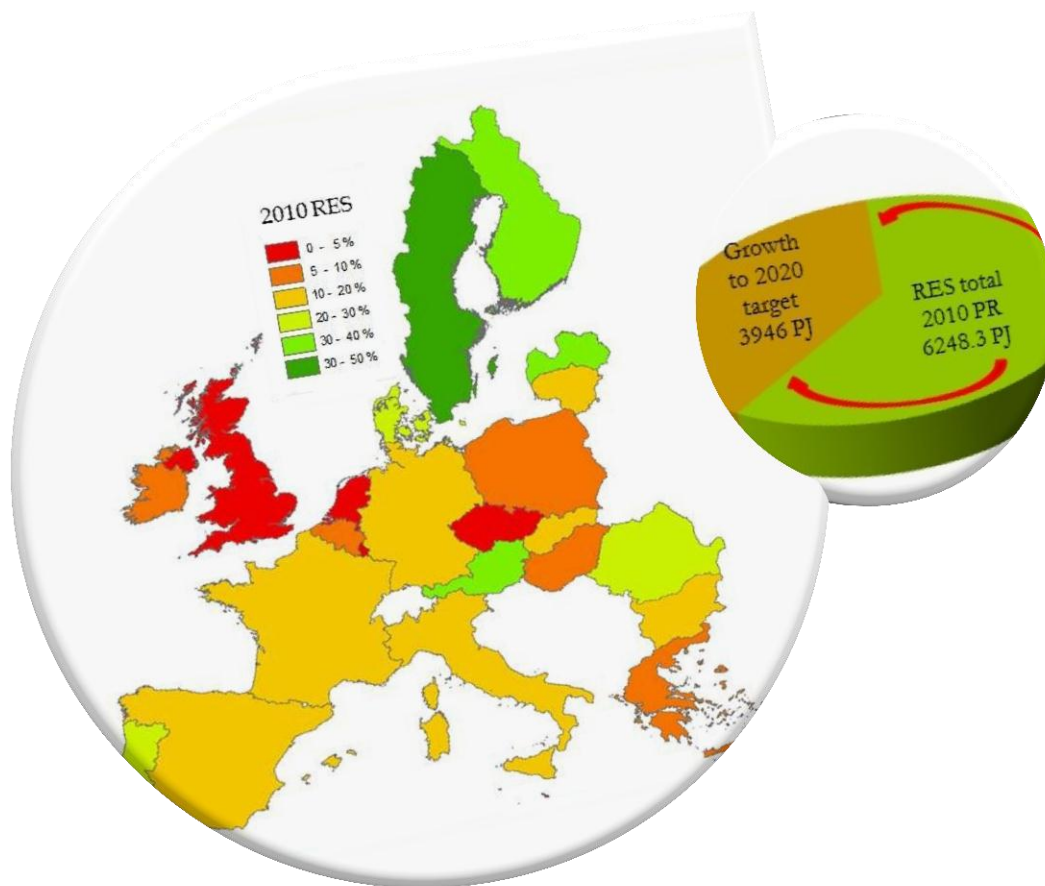 2010 RES
0 - 5 %
5 - 10 %
10 - 20 %
20 - 30 %
30 - 40 %
30 - 50 %
Growth
to 2020
target
3946 PJ
RES total
2010 PR
6248.3 PJ